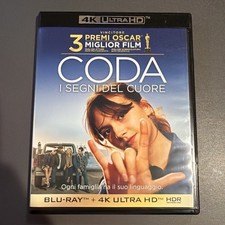 4K ULTRA HD
VINCITORE
3 PREMI OSCAR
MIGLIOR FILM
CODA
I SEGNI DEL CUORE
Ogni famiglia ha il suo linguaggio
BLU-RAY + 4K ULTRA HD HDR